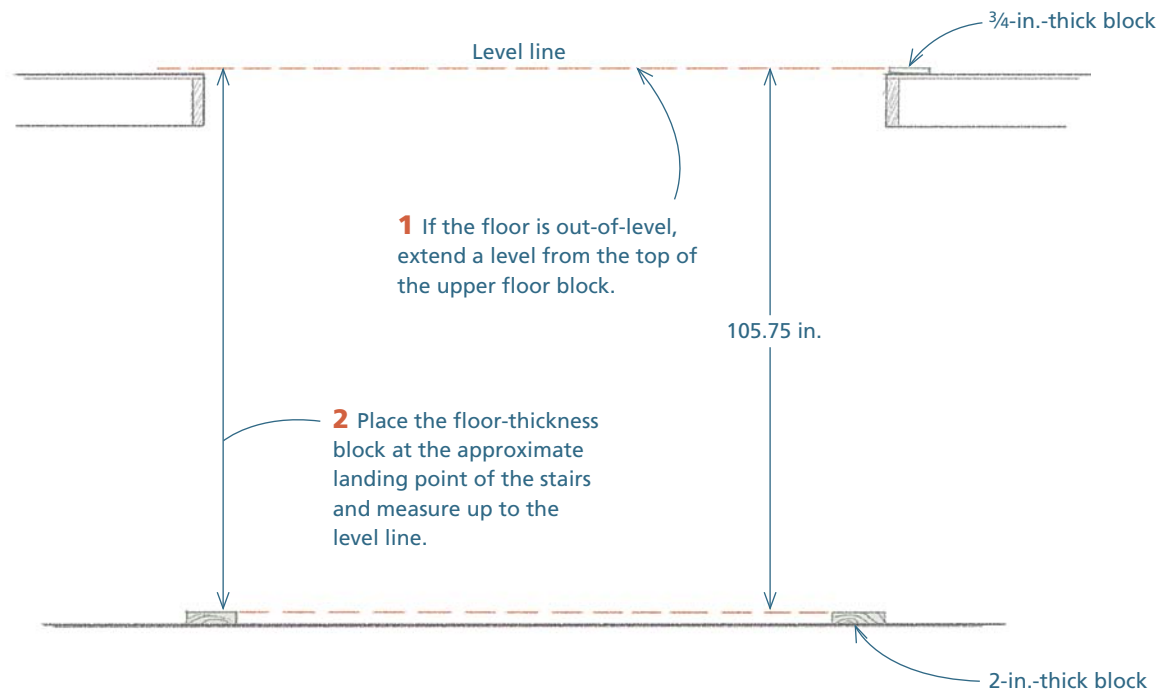 ¾-in.-thick block
Level line
1 If the floor is out-of-level,
extend a level from the top of
the upper floor block.
105.75 in.
2 Place the floor-thickness
block at the approximate
landing point of the stairs
and measure up to the
level line.
2-in.-thick block